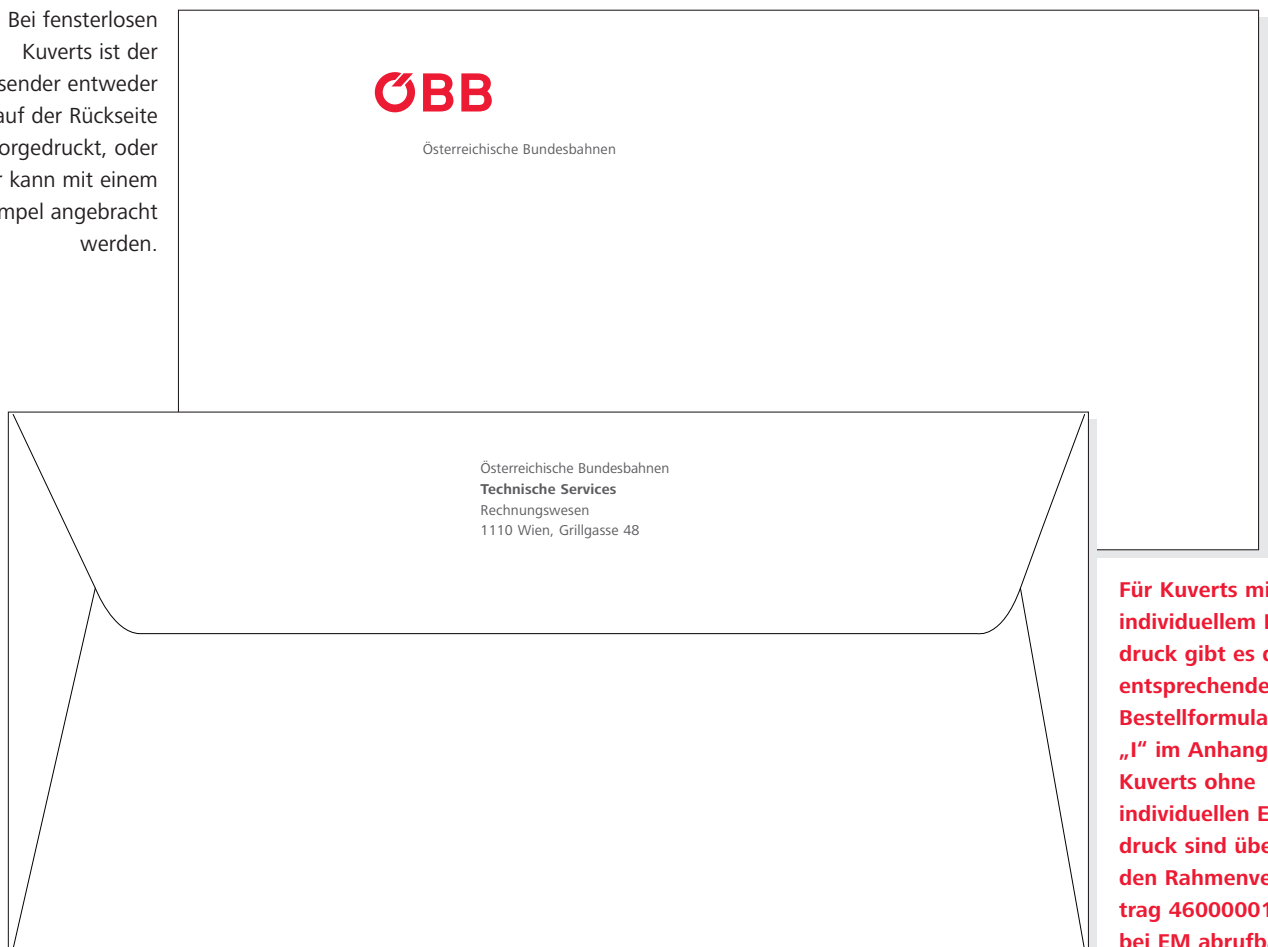 Bei fensterlosen
Kuverts ist der
sender entweder
auf der Rückseite
orgedruckt, oder
kann mit einem
mpel angebracht
werden.
ÖBB
Österreichische Bundesbahnen
Österreichische Bundesbahnen
Technische Services
Rechnungswesen
1110 Wien, Grillgasse 48
Für Kuverts mi
individuellem
druck gibt es
entsprechende
Bestellformula
„I“ im Anhang
Kuverts ohne
individuellen E
druck sind übe
den Rahmenve
trag 46000001
bei EM abrufb